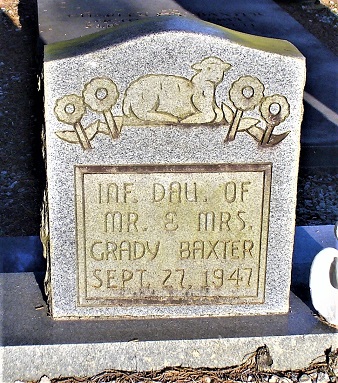 INF. DAU. OF
MR. & MRS.
GRADY BAXTER
SEPT. 27, 1947